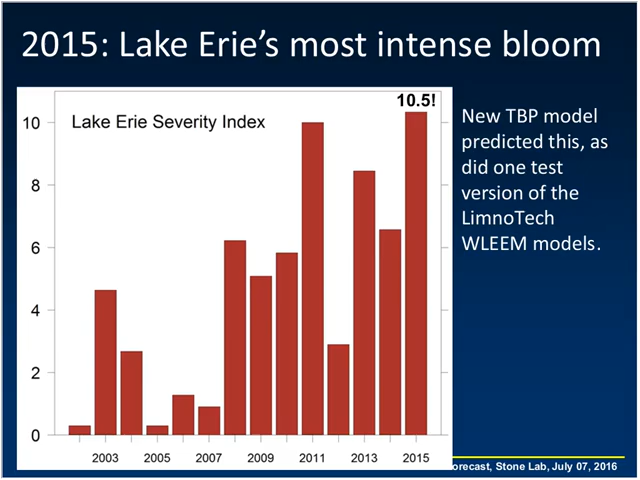 2015: Lake Erie's most intense bloom
10.5!
Lake Erie Severity Index
10
8
6
4
2
0
2003 2005 2007 2009 2011 2013 2015
New TBP model
predicted this, as
did one test
version of the
LimnoTech
WLEEM models.
orecast, Stone Lab, July 07, 2016